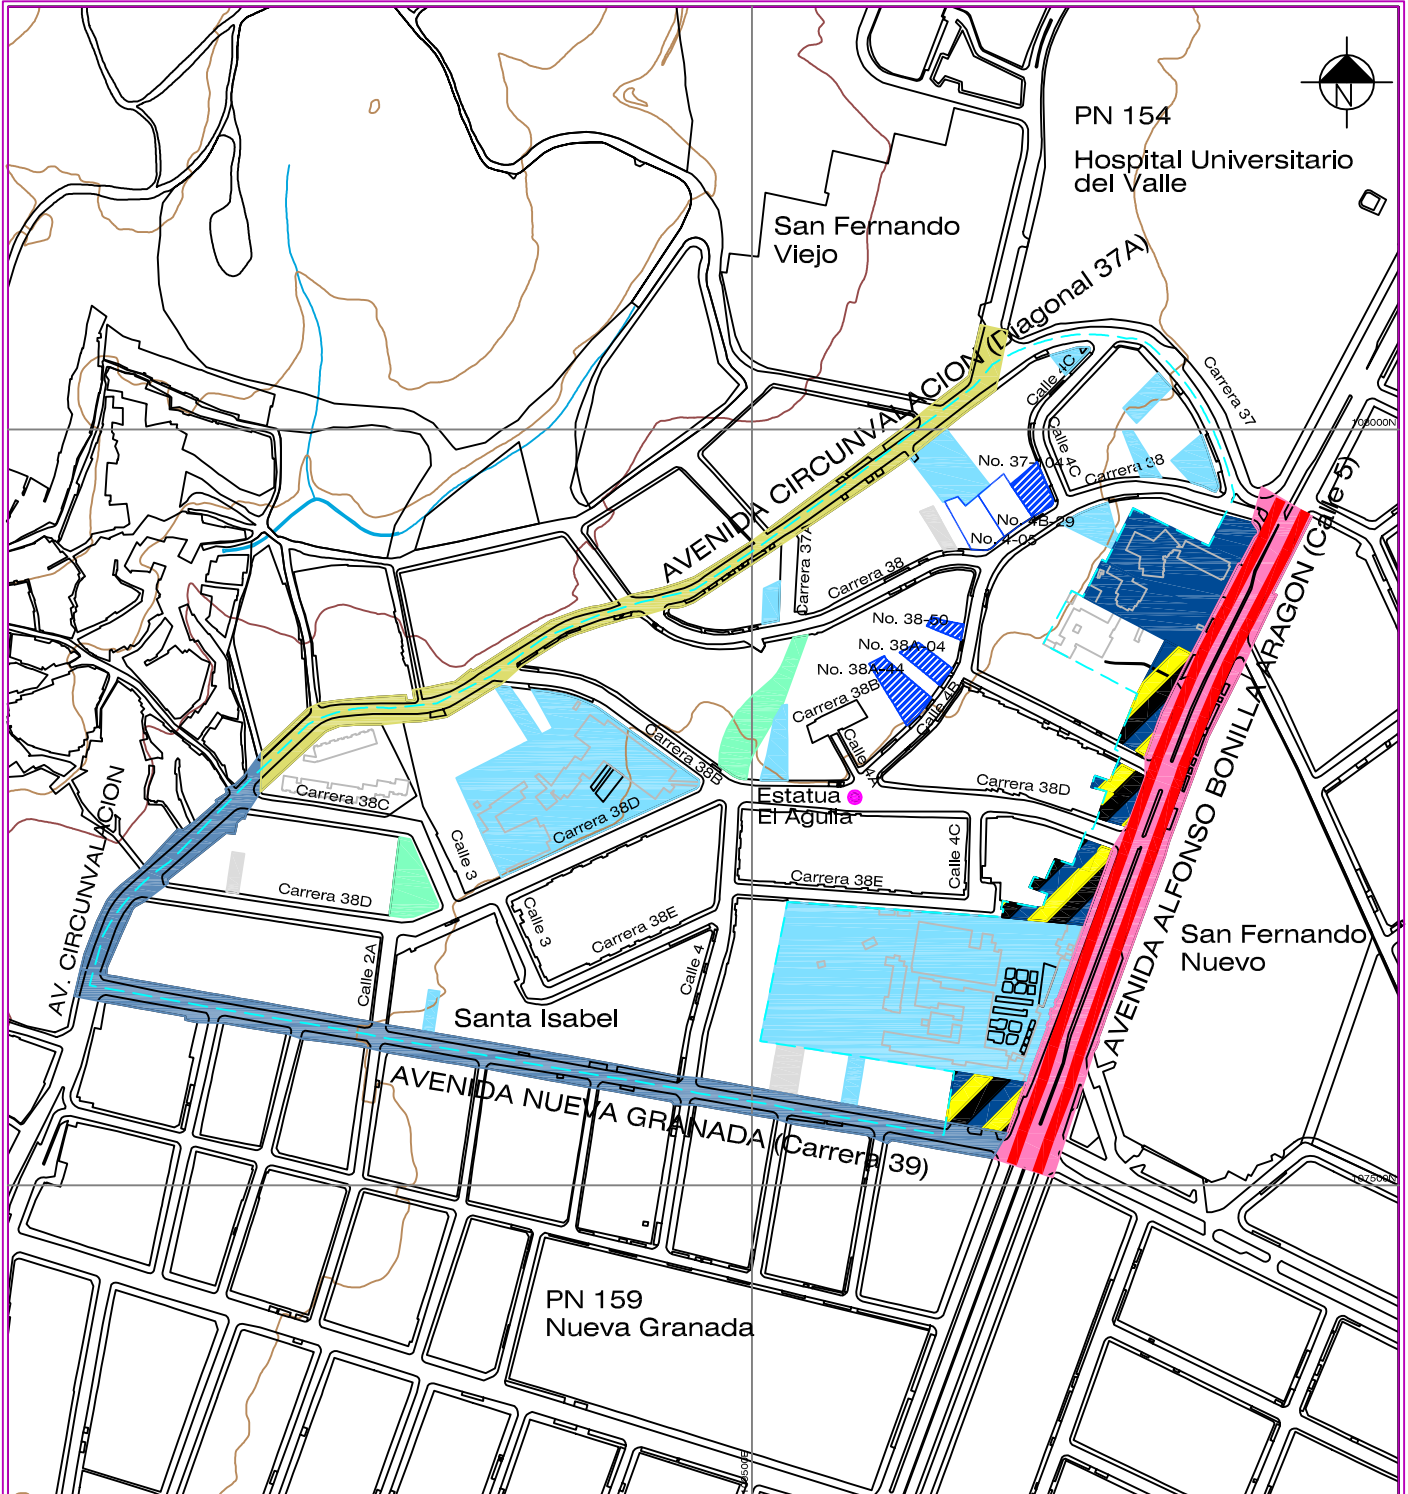 N
PN 154
Hospital Universitario
del Valle
San Fernando
Viejo
AVENIDA CIRCUNVALACION (Diagonal 37A)
Carrera 37
Calle 4C
Calle 4C
108000N
No. 37-104
Carrera 38
No. 4B-29
No. 4-05
Carrera 37A
Carrera 38
No. 38-50
No. 38A-04
No. 38A-44
Carrera 38B
Calle 4B
Calle 4A
Carrera 38B
AVENIDA ALFONSO BONILLA ARAGON (Calle 5)
Carrera 38C
Carrera 38D
Carrera 38D
Estatua
El Aguila
AV. CIRCUNVALACION
Calle 3
Calle 4C
Carrera 38D
Carrera 38E
Calle 3
Carrera 38E
Calle 2A
Calle 4
San Fernando
Nuevo
Santa Isabel
AVENIDA NUEVA GRANADA (Carrera 39)
107500N
PN 159
Nueva Granada